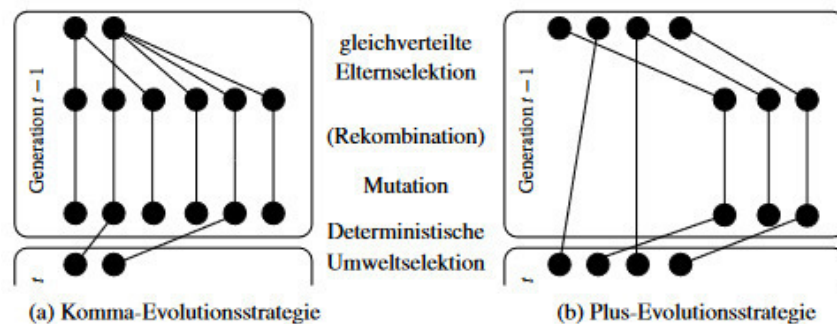 Generation t − 1
gleichverteilte
Elternselektion
(Rekombination)
Mutation
Deterministische
Umweltselektion
t
Generation t − 1
t
(a) Komma-Evolutionsstrategie
(b) Plus-Evolutionsstrategie